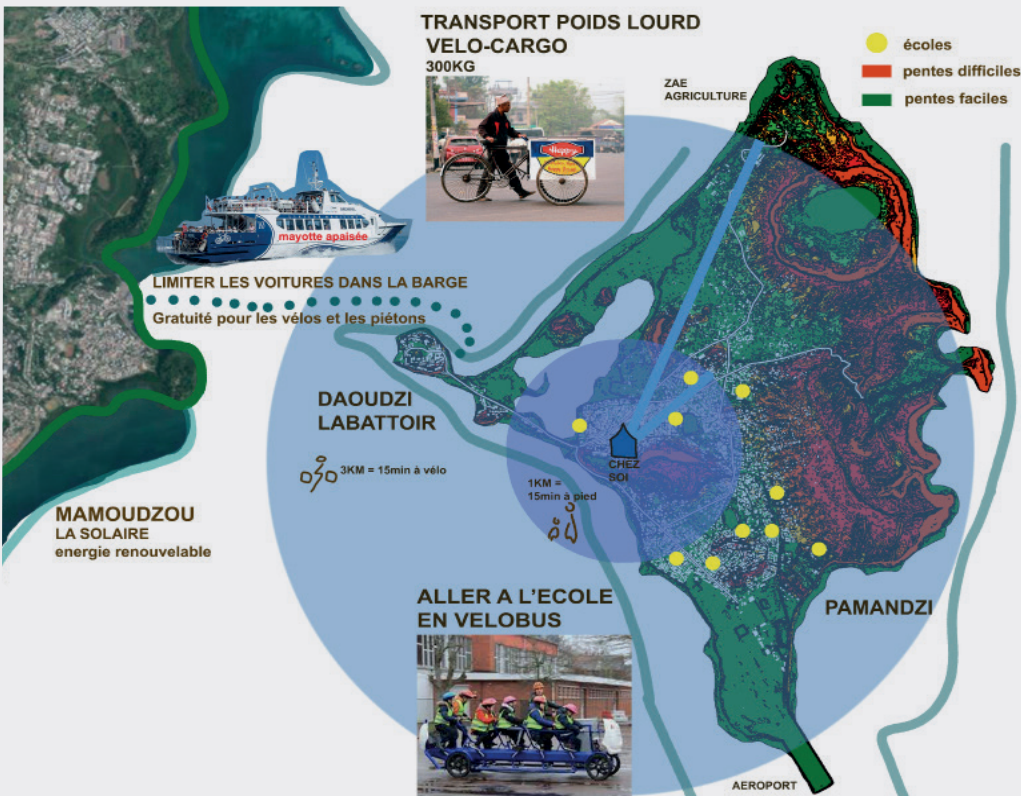 TRANSPORT POIDS LOURD
VELO-CARGO
300KG
Happy
écoles
pentes difficiles
pentes faciles
ZAE
AGRICULTURE
mayotte apaisée
LIMITER LES VOITURES DANS LA BARGE
Gratuité pour les vélos et les piétons
DAOUDZI
LABATTOIR
3KM = 15min à vélo
CHEZ
SOI
1KM =
15min à pied
MAMOUDZOU
LA SOLAIRE
energie renouvelable
ALLER A L'ECOLE
EN VELOBUS
PAMANDZI
AEROPORT